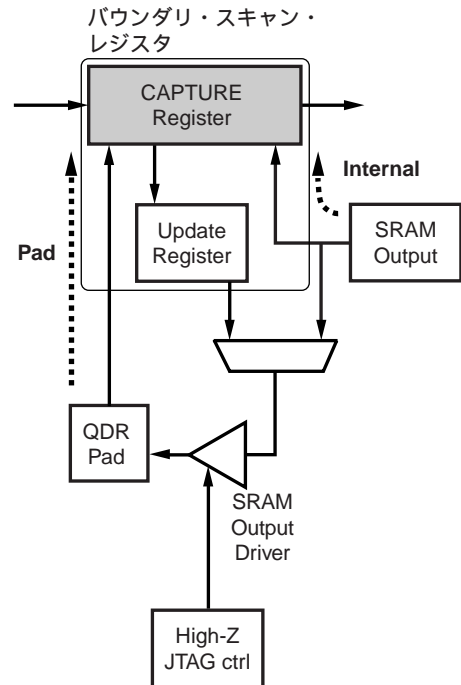 バウンダリ・スキャン・
レジスタ
CAPTURE
Register
Internal
Pad
Update
Register
SRAM
Output
QDR
Pad
SRAM
Output
Driver
High-Z
JTAG ctrl